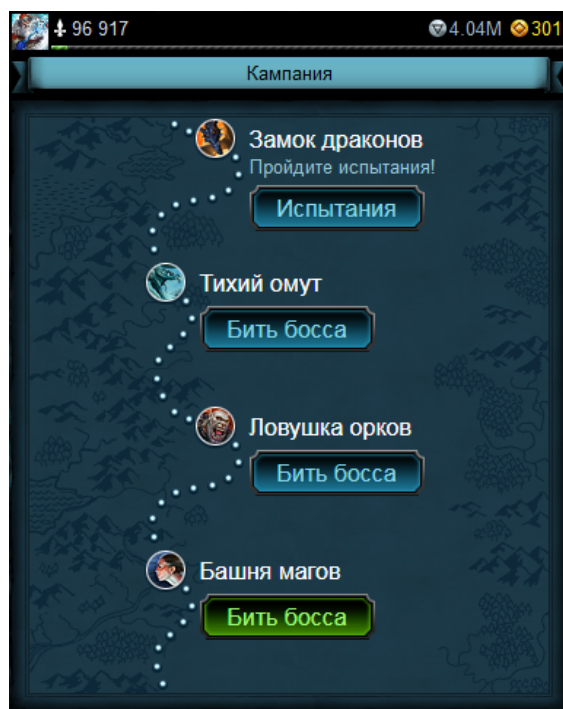 96 917 4.04M 301
Кампания
Замок драконов
Пройдите испытания!
Испытания
Тихий омут
Бить босса
Ловушка орков
Бить босса
Башня магов
Бить босса